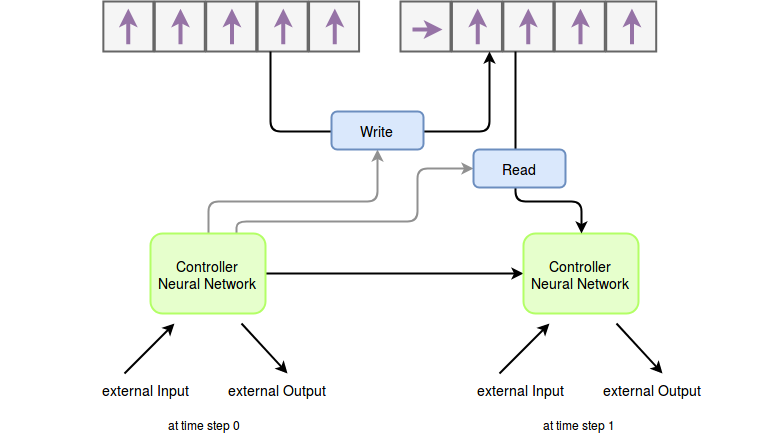 Write
Read
Controller
Neural Network
Controller
Neural Network
external Input
external Output
external Input
external Output
at time step 0
at time step 1